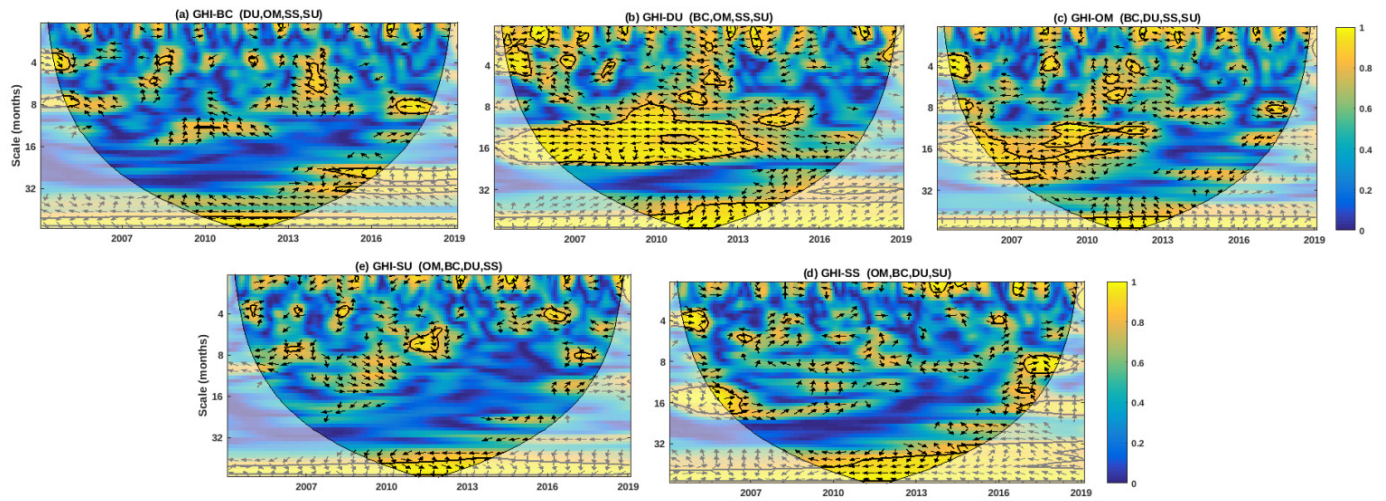 (a) GHI-BC (DU,OM,SS,SU)
(b) GHI-DU (BC,OM,SS,SU)
(c) GHI-OM (BC,DU,SS,SU)
Scale (months)
4
8
16
32
2007 2010 2013 2016 2019
4
8
16
32
2007 2010 2013 2016 2019
4
8
16
32
2007 2010 2013 2016 2019
1
0.8
0.6
0.4
0.2
0
(e) GHI-SU (OM,BC,DU,SS)
(d) GHI-SS (OM,BC,DU,SU)
Scale (months)
4
8
16
32
2007 2010 2013 2016 2019
4
8
16
32
2007 2010 2013 2016 2019
1
0.8
0.6
0.4
0.2
0